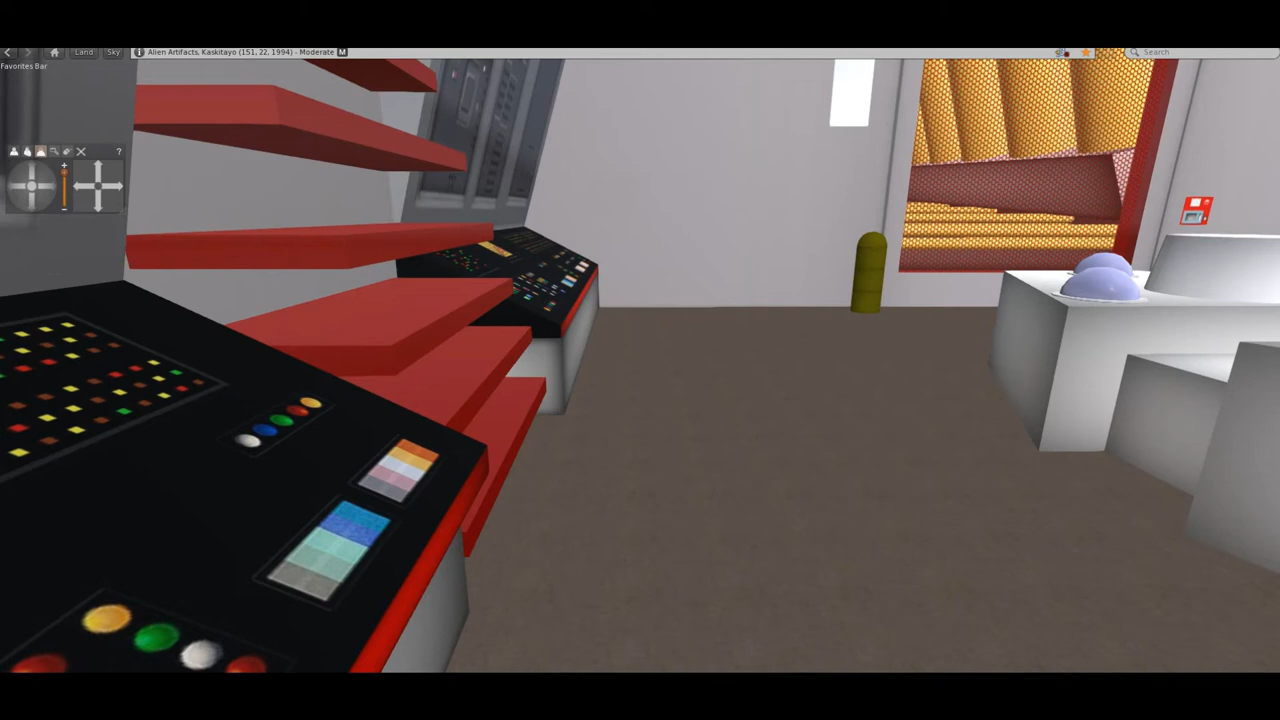 Land Sky Alien Artifacts, Kaskitayo (151, 22, 1994) - Moderate M Search
Favorites Bar
?